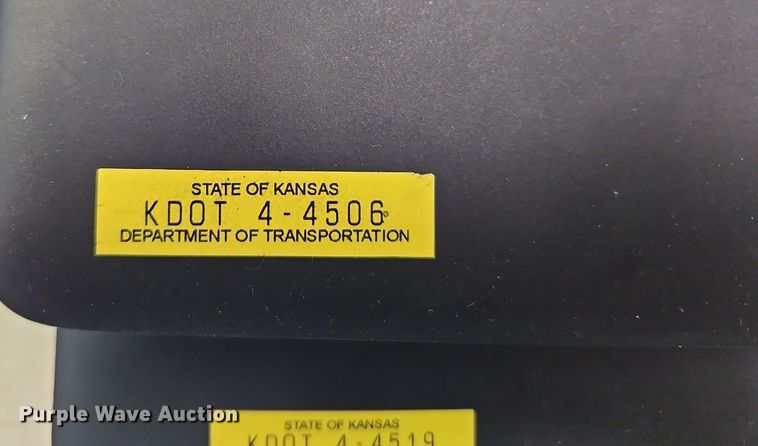 STATE OF KANSAS
KDOT 4-4506
DEPARTMENT OF TRANSPORTATION
Purple Wave Auction
STATE OF KANSAS
KDOT 4-4519